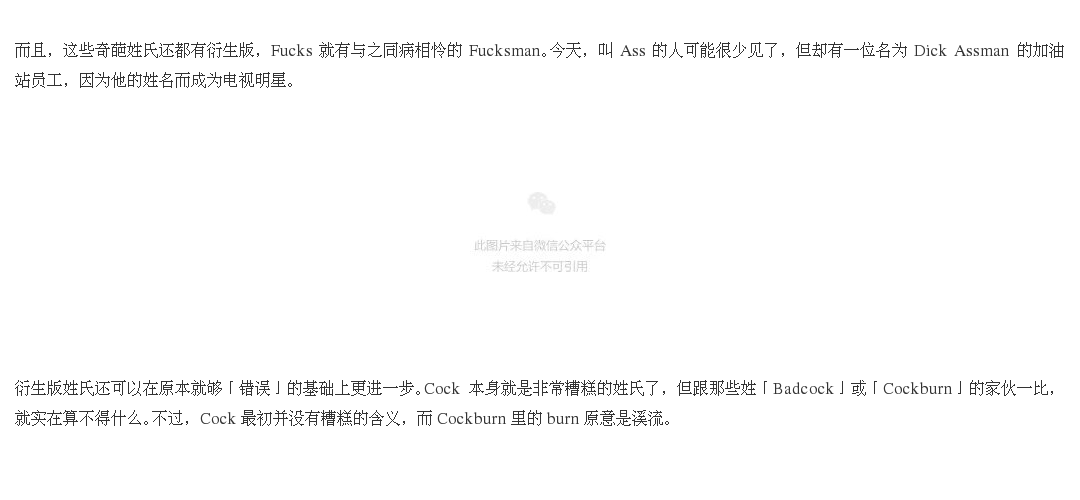 而且，这些奇葩姓氏还都有衍生版，Fucks 就有与之同病相怜的 Fucksman。今天，叫 Ass 的人可能很少见了，但却有一位名为 Dick Assman 的加油
站员工，因为他的姓名而成为电视明星。
此图片来自微信公众平台
未经允许不可引用
衍生版姓氏还可以在原本就够「错误」的基础上更进一步。Cock 本身就是非常糟糕的姓氏了，但跟那些姓「Badcock」或「Cockburn」的家伙一比，
就实在算不得什么。不过，Cock 最初并没有糟糕的含义，而 Cockburn 里的 burn 原意是溪流。